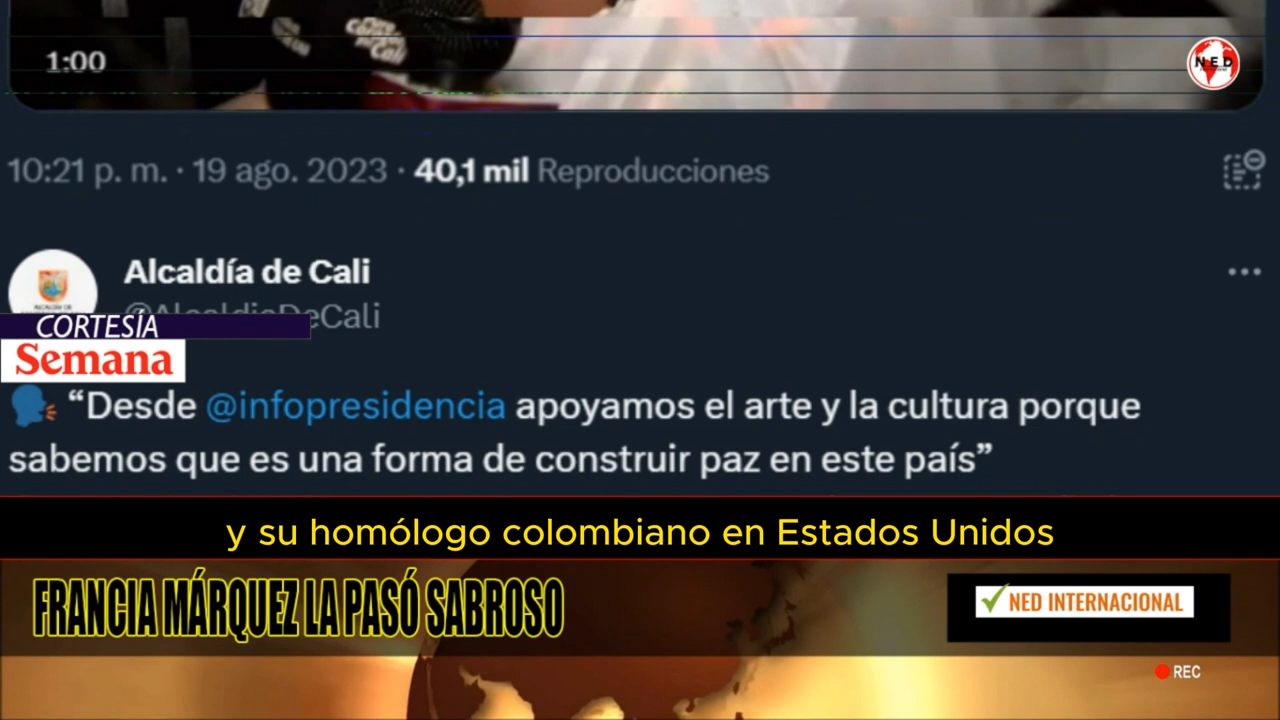 1:00
NED
10:21 p. m. · 19 ago. 2023 · 40,1 mil Reproducciones
Alcaldía de Cali
@AlcaldiaDeCali
CORTESÍA
Semana
“Desde @infopresidencia apoyamos el arte y la cultura porque
sabemos que es una forma de construir paz en este país”
y su homólogo colombiano en Estados Unidos
FRANCIA MÁRQUEZ LA PASÓ SABROSO
NED INTERNACIONAL
REC